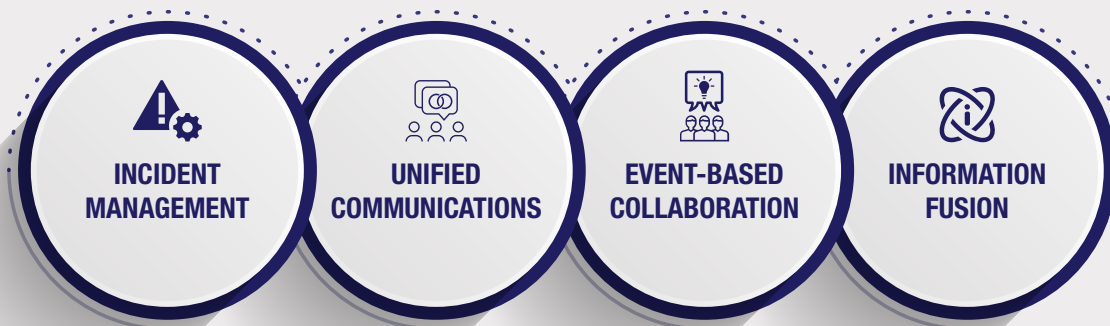 INCIDENT
MANAGEMENT
UNIFIED
COMMUNICATIONS
EVENT-BASED
COLLABORATION
INFORMATION
FUSION